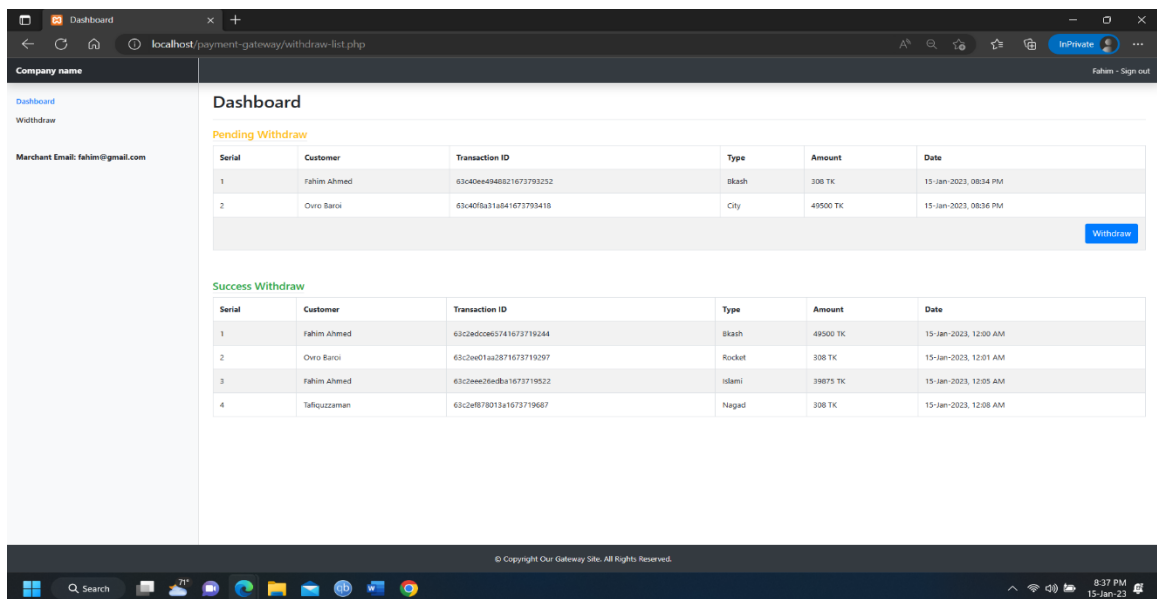 Dashboard
localhost/payment-gateway/withdraw-list.php
InPrivate
Company name
Fahim - Sign out
Dashboard
Widthdraw
Marchant Email: fahim@gmail.com
Dashboard
Pending Withdraw
Serial Customer Transaction ID Type Amount Date
1 Fahim Ahmed 63c40ee4948821673793252 Bkash 308 TK 15-Jan-2023, 08:34 PM
2 Ovro Baroi 63c40f8a31a841673793418 City 49500 TK 15-Jan-2023, 08:36 PM
Withdraw
Success Withdraw
Serial Customer Transaction ID Type Amount Date
1 Fahim Ahmed 63c2edcce65741673719244 Bkash 49500 TK 15-Jan-2023, 12:00 AM
2 Ovro Baroi 63c2ee01aa2871673719297 Rocket 308 TK 15-Jan-2023, 12:01 AM
3 Fahim Ahmed 63c2eee26edba1673719522 Islami 39875 TK 15-Jan-2023, 12:05 AM
4 Tafiquzzaman 63c2ef878013a1673719687 Nagad 308 TK 15-Jan-2023, 12:08 AM
© Copyright Our Gateway Site. All Rights Reserved.
Search
71°
8:37 PM
15-Jan-23